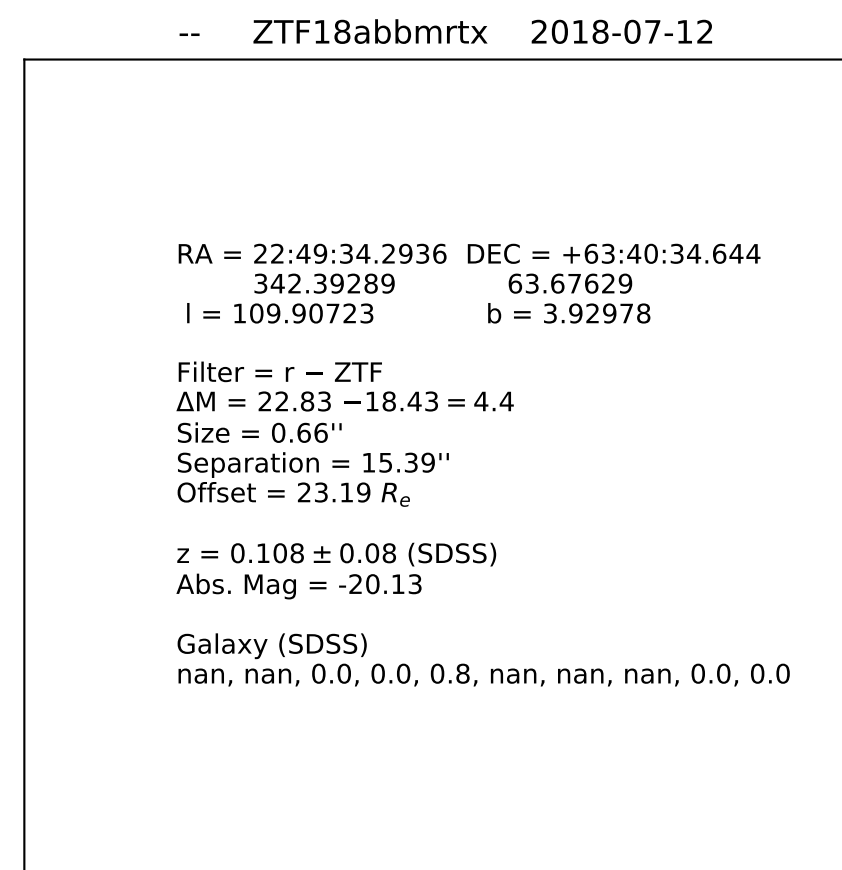 -- ZTF18abbmrtx 2018-07-12
RA = 22:49:34.2936 DEC = +63:40:34.644
342.39289 63.67629
l = 109.90723 b = 3.92978
Filter = r − ZTF
ΔM = 22.83 −18.43 = 4.4
Size = 0.66''
Separation = 15.39''
Offset = 23.19 Re
z = 0.108 ± 0.08 (SDSS)
Abs. Mag = -20.13
Galaxy (SDSS)
nan, nan, 0.0, 0.0, 0.8, nan, nan, nan, 0.0, 0.0